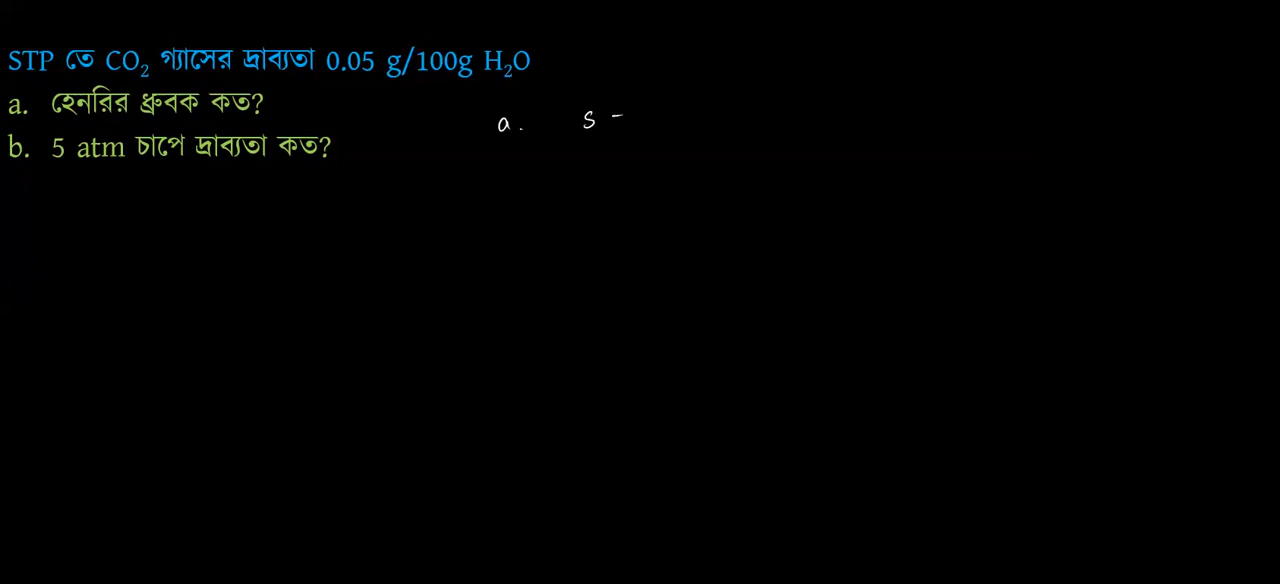 STP তে CO₂ গ্যাসের দ্রাব্যতা 0.05 g/100g H₂O
a. হেনরির ধ্রুবক কত?
b. 5 atm চাপে দ্রাব্যতা কত?
a. S -